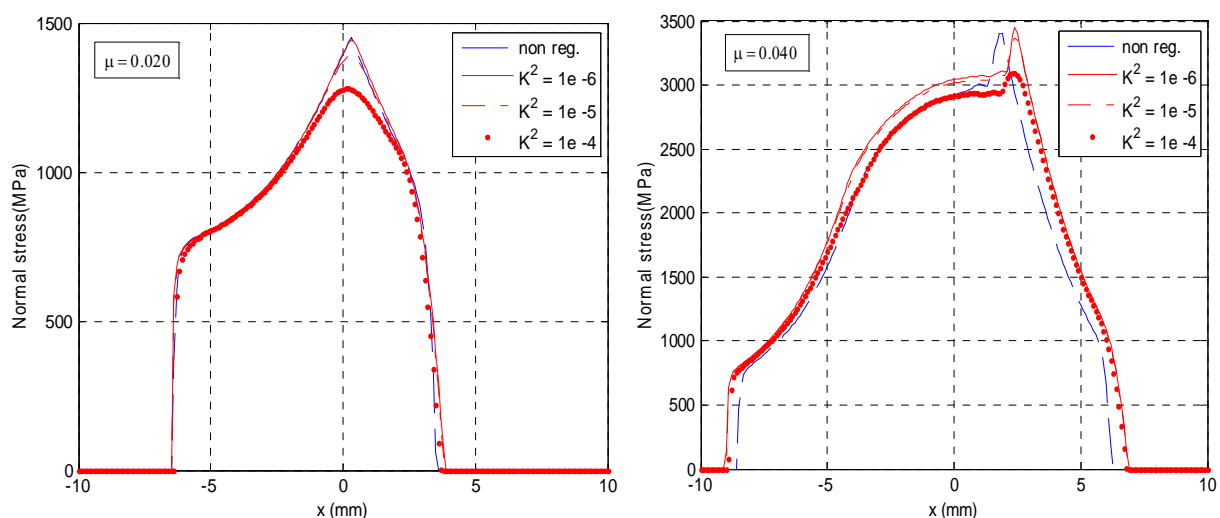 1500
1000
500
0
-10 -5 0 5 10
x (mm)
Normal stress(MPa)
μ = 0.020
non reg.
K² = 1e -6
K² = 1e -5
K² = 1e -4
3500
3000
2500
2000
1500
1000
500
0
-10 -5 0 5 10
x (mm)
Normal stress(MPa)
μ = 0.040
non reg.
K² = 1e -6
K² = 1e -5
K² = 1e -4